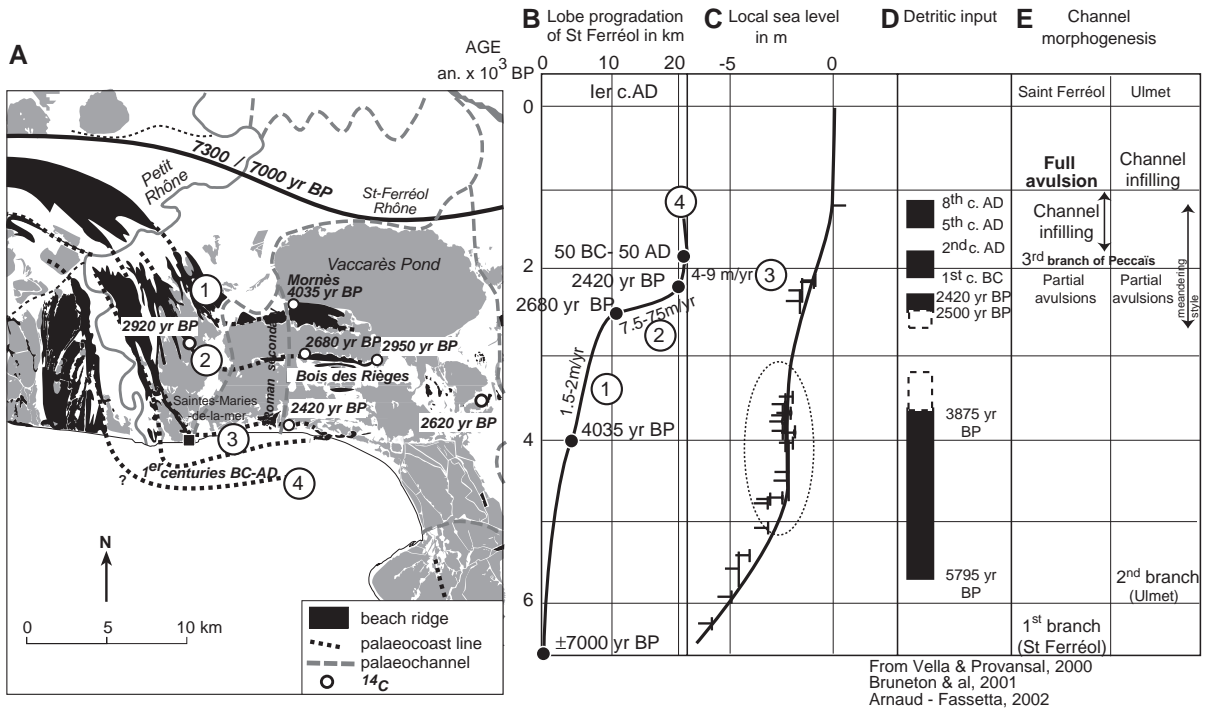 A
AGE
an. x 10³ BP
B Lobe progradation
of St Ferréol in km
0 10 20
C Local sea level
in m
-5 0
D Detritic input
E Channel
morphogenesis
Ier c.AD
Saint Ferréol
Ulmet
0
2
4
6
7300 / 7000 yr BP
Petit
Rhône
St-Ferréol
Rhône
Vaccarès Pond
1
Mornès
4035 yr BP
2920 yr BP
2
2680 yr BP
2950 yr BP
Bois des Rièges
Roman seconda
Saintes-Maries
-de-la-mer
2420 yr BP
2620 yr BP
3
1er centuries BC-AD
?
4
N
0 5 10 km
beach ridge
palaeocoast line
palaeochannel
14C
4
50 BC- 50 AD
2420 yr BP
4-9 m/yr
2680 yr BP
7.5-75m/yr
2
1.5-2m/yr
1
4035 yr BP
±7000 yr BP
3
8th c. AD
5th c. AD
2nd c. AD
1st c. BC
2420 yr BP
2500 yr BP
3875 yr
BP
5795 yr
BP
Full
avulsion
Channel
infilling
Channel
infilling
3rd branch of Peccaïs
Partial
avulsions
Partial
avulsions
meandering
style
2nd branch
(Ulmet)
1st branch
(St Ferréol)
From Vella & Provansal, 2000
Bruneton & al, 2001
Arnaud - Fassetta, 2002